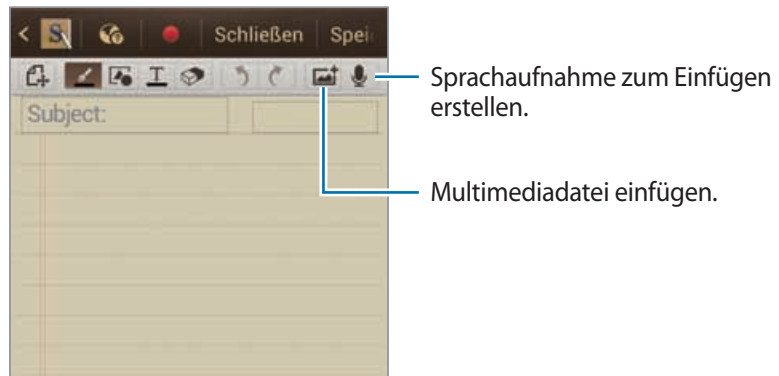 Schließen
Spei
Subject:
Sprachaufnahme zum Einfügen
erstellen.
Multimediadatei einfügen.